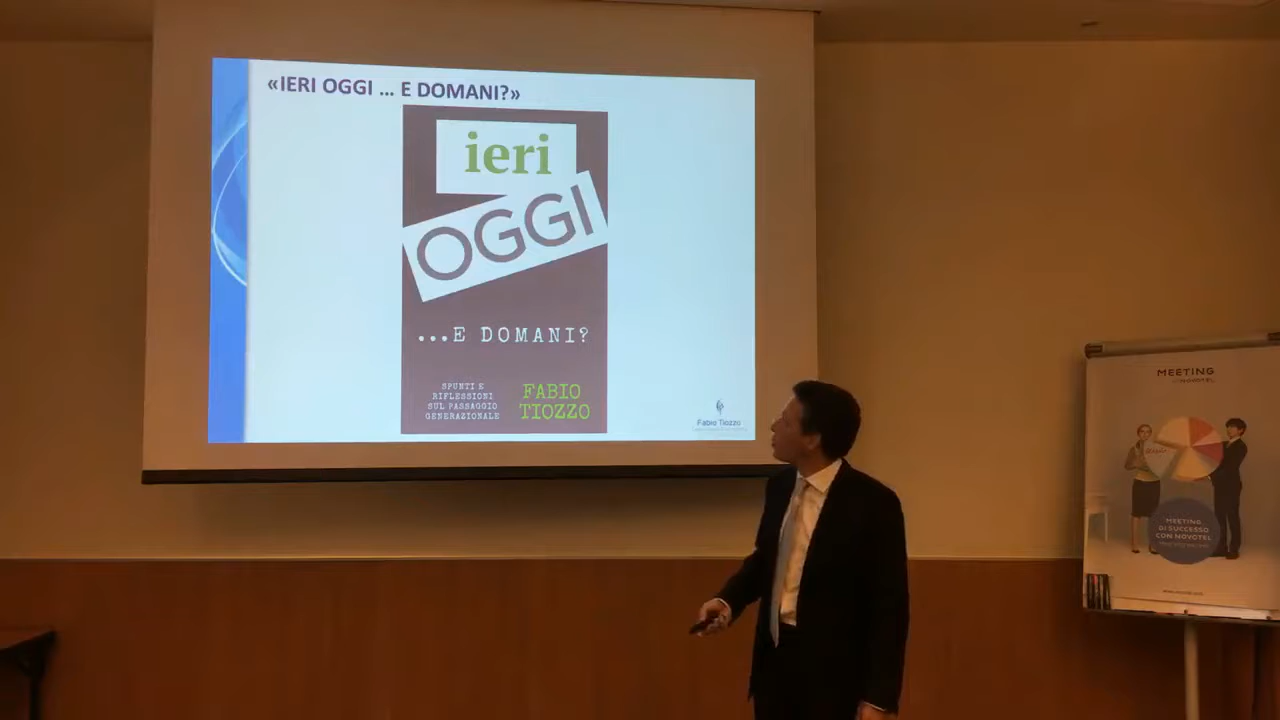 «IERI OGGI ... E DOMANI?»
ieri
OGGI
...E DOMANI?
SPUNTI E
RIFLESSIONI
SUL PASSAGGIO
GENERAZIONALE
FABIO
TIOZZO
Fabio Tiozzo
MEETING
NOVOTEL
MEETING
DI SUCCESSO
CON NOVOTEL